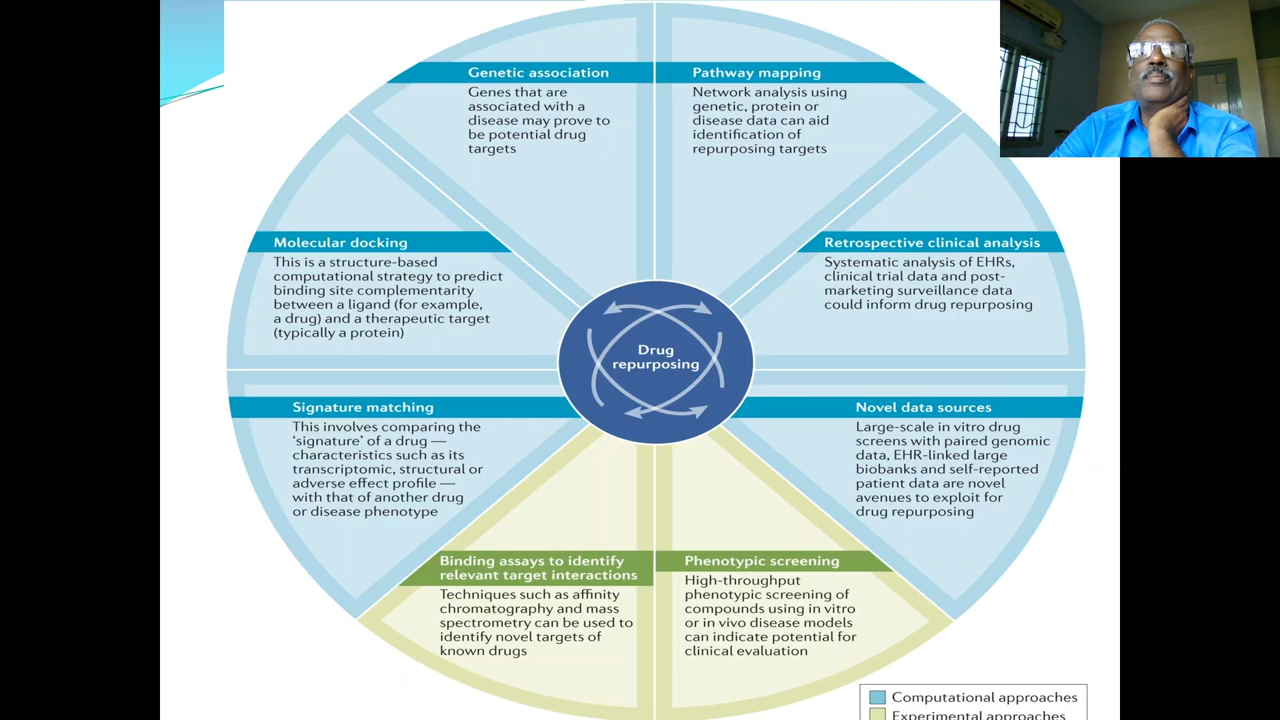 Genetic association
Genes that are
associated with a
disease may prove to
be potential drug
targets
Pathway mapping
Network analysis using
genetic, protein or
disease data can aid
identification of
repurposing targets
Molecular docking
This is a structure-based
computational strategy to predict
binding site complementarity
between a ligand (for example,
a drug) and a therapeutic target
(typically a protein)
Retrospective clinical analysis
Systematic analysis of EHRs,
clinical trial data and post-
marketing surveillance data
could inform drug repurposing
Drug
repurposing
Signature matching
This involves comparing the
‘signature’ of a drug —
characteristics such as its
transcriptomic, structural or
adverse effect profile —
with that of another drug
or disease phenotype
Novel data sources
Large-scale in vitro drug
screens with paired genomic
data, EHR-linked large
biobanks and self-reported
patient data are novel
avenues to exploit for
drug repurposing
Binding assays to identify
relevant target interactions
Techniques such as affinity
chromatography and mass
spectrometry can be used to
identify novel targets of
known drugs
Phenotypic screening
High-throughput
phenotypic screening of
compounds using in vitro
or in vivo disease models
can indicate potential for
clinical evaluation
Computational approaches
Experimental approaches